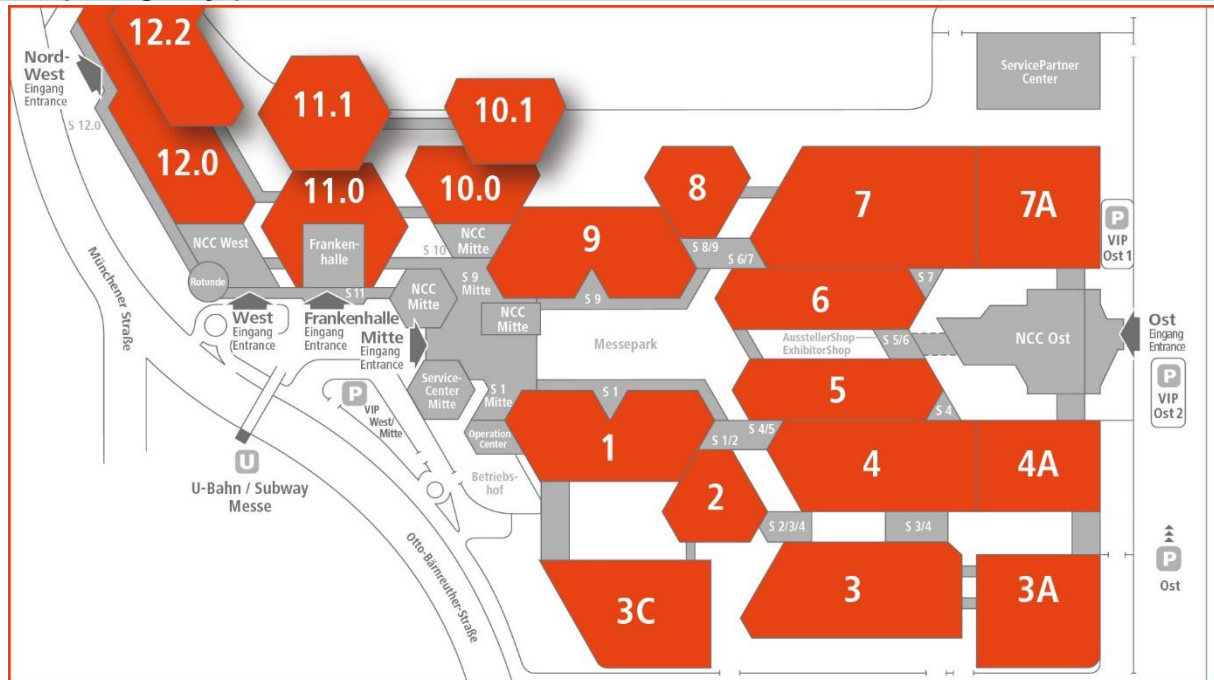 12.2
Nord-
West
Eingang
Entrance
S 12.0
12.0
11.1
10.1
11.0
10.0
ServicePartner
Center
8
7
7A
P
VIP
Ost 1
NCC West
Franken-
halle
S 10
NCC
Mitte
9
S 8/9
S 6/7
Rotunde
S 11
NCC
Mitte
S 9
Mitte
S 9
6
S 7
Münchener Straße
West
Eingang
(Entrance
Frankenhalle
Eingang
Entrance
Mitte
Eingang
Entrance
NCC
Mitte
Messepark
AusstellerShop
ExhibitorShop
S 5/6
NCC Ost
Ost
Eingang
Entrance
P
VIP
Ost 2
Service-
Center
Mitte
S 1
Mitte
S 1
5
S 4
P
VIP
West/
Mitte
Operation
Center
1
S 4/5
S 1/2
4
4A
U
U-Bahn / Subway
Messe
Betriebs-
hof
2
S 2/3/4
S 3/4
P
Ost
Otto-Bärnreuther-Straße
3C
3
3A